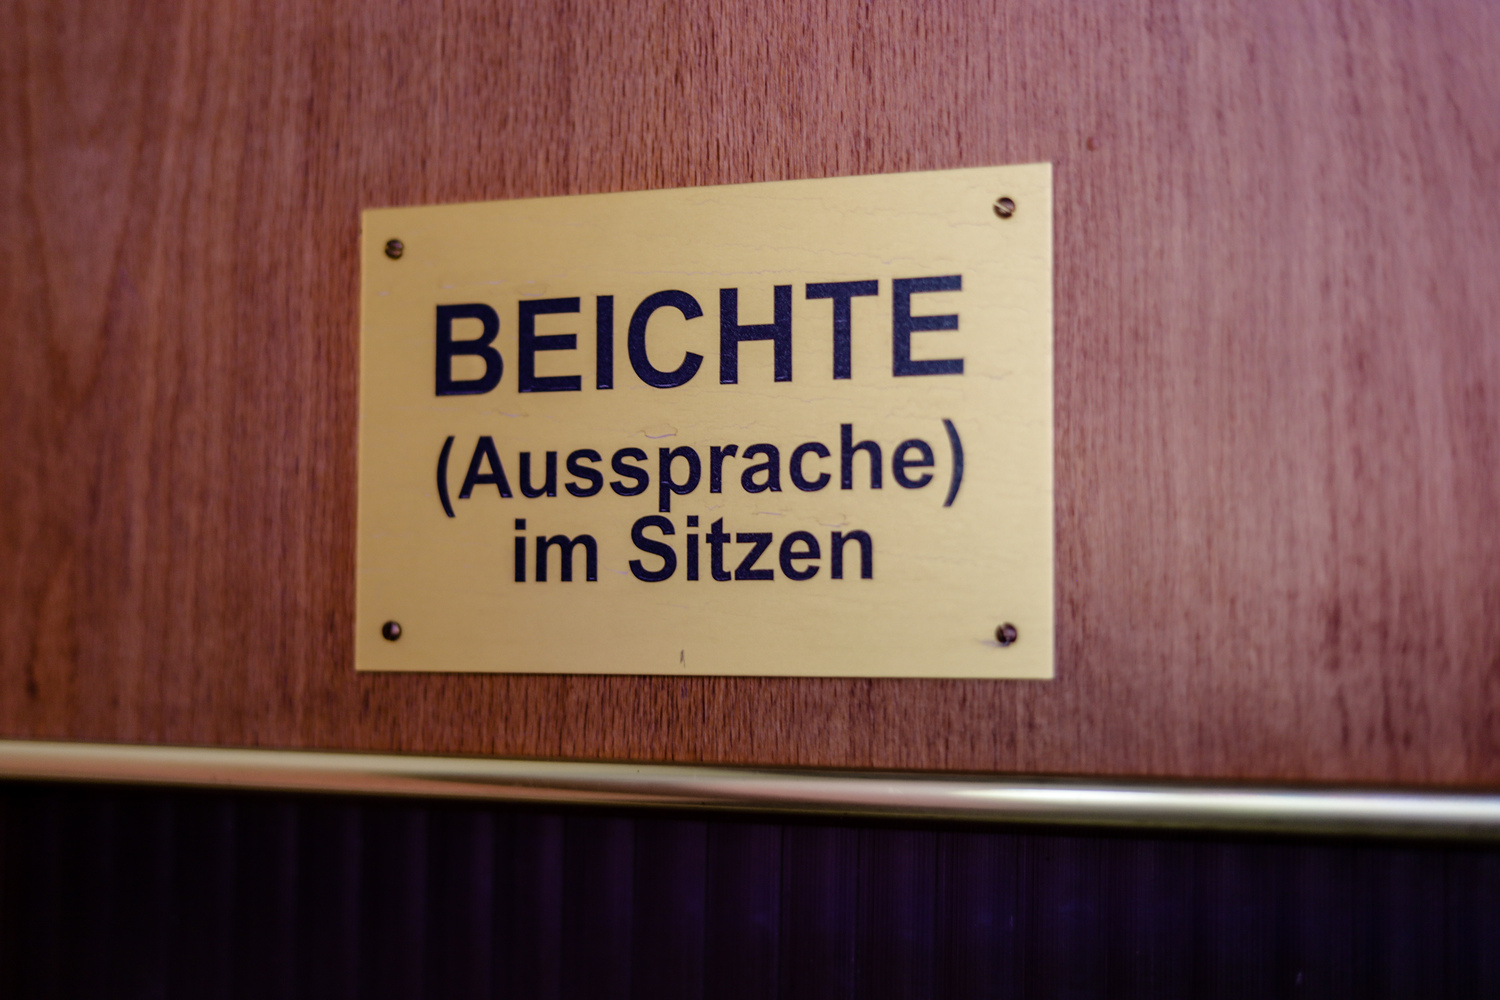 BEICHTE
(Aussprache)
im Sitzen